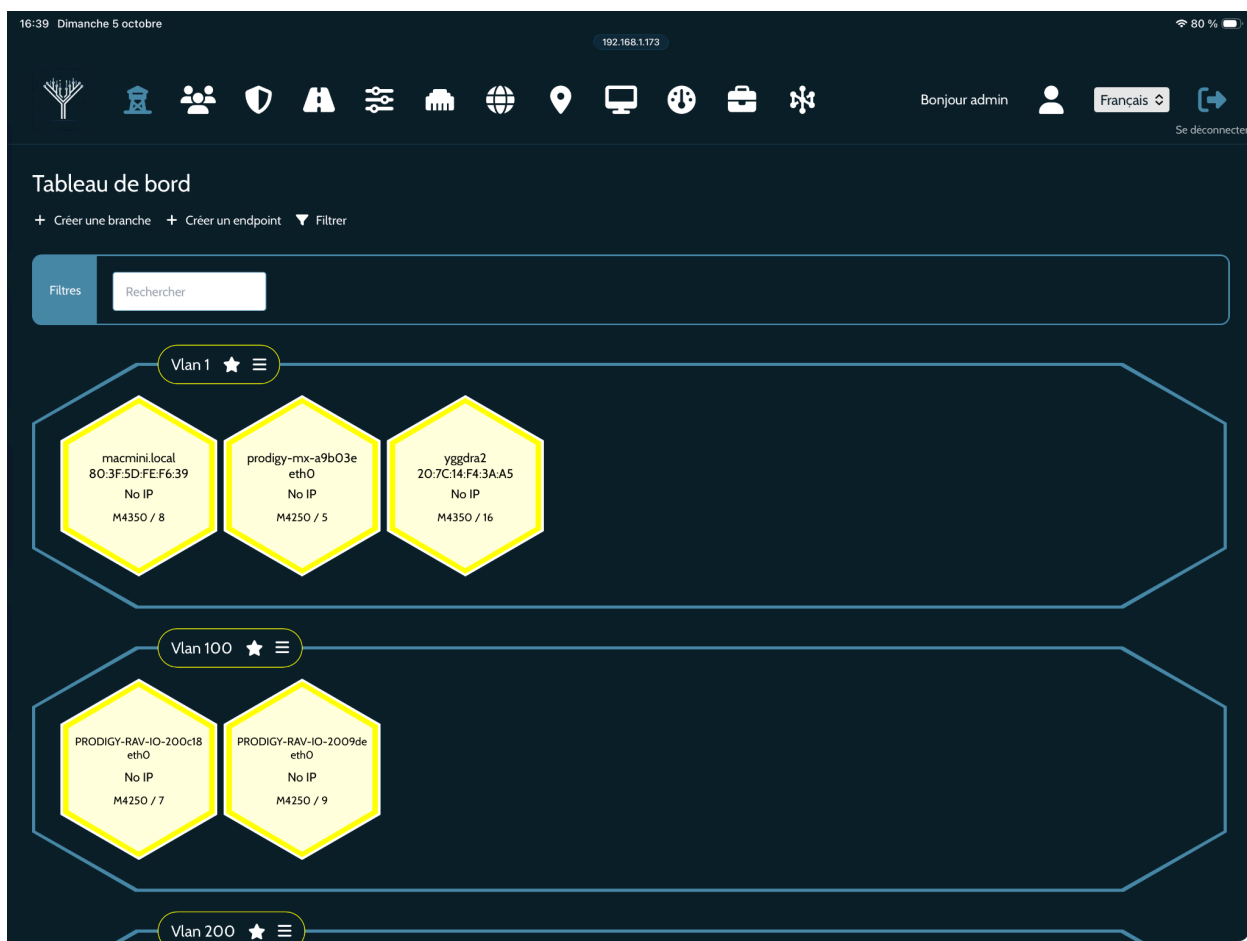 16:39 Dimanche 5 octobre
80 %
192.168.1.173
Bonjour admin
Français
Se déconnecter
Tableau de bord
+ Créer une branche + Créer un endpoint Filtrer
Filtres
Rechercher
Vlan 1
macmini.local
80:3F:5D:FE:F6:39
No IP
M4350 / 8
prodigy-mx-a9b03e
eth0
No IP
M4250 / 5
yggdra2
20:7C:14:F4:3A:A5
No IP
M4350 / 16
Vlan 100
PRODIGY-RAV-IO-200c18
eth0
No IP
M4250 / 7
PRODIGY-RAV-IO-2009de
eth0
No IP
M4250 / 9
Vlan 200